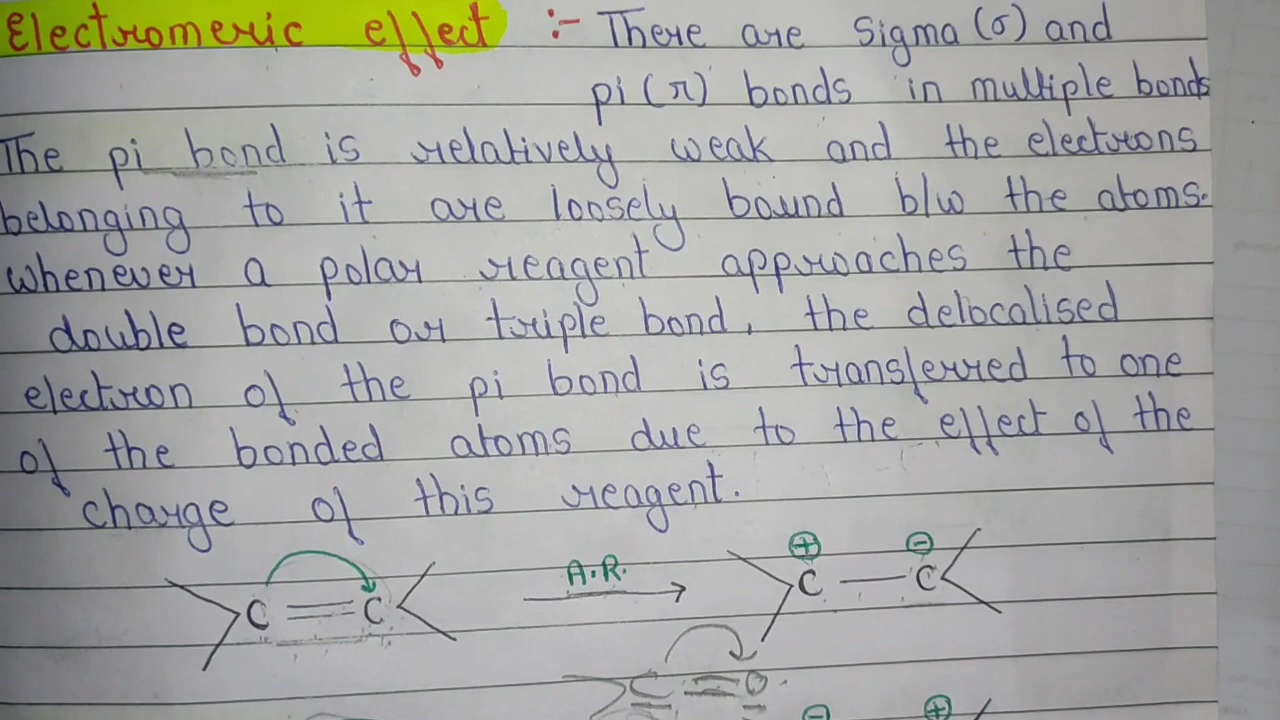 Electromeric effect :- There are Sigma (σ) and
pi (π) bonds in multiple bonds
The pi bond is relatively weak and the electrons
belonging to it are loosely bound b/w the atoms.
whenever a polar reagent approaches the
double bond or triple bond, the delocalised
electron of the pi bond is transferred to one
of the bonded atoms due to the effect of the
charge of this reagent.
C = C A.R. ⊕ C — C ⊖
C = O
⊖ ⊕